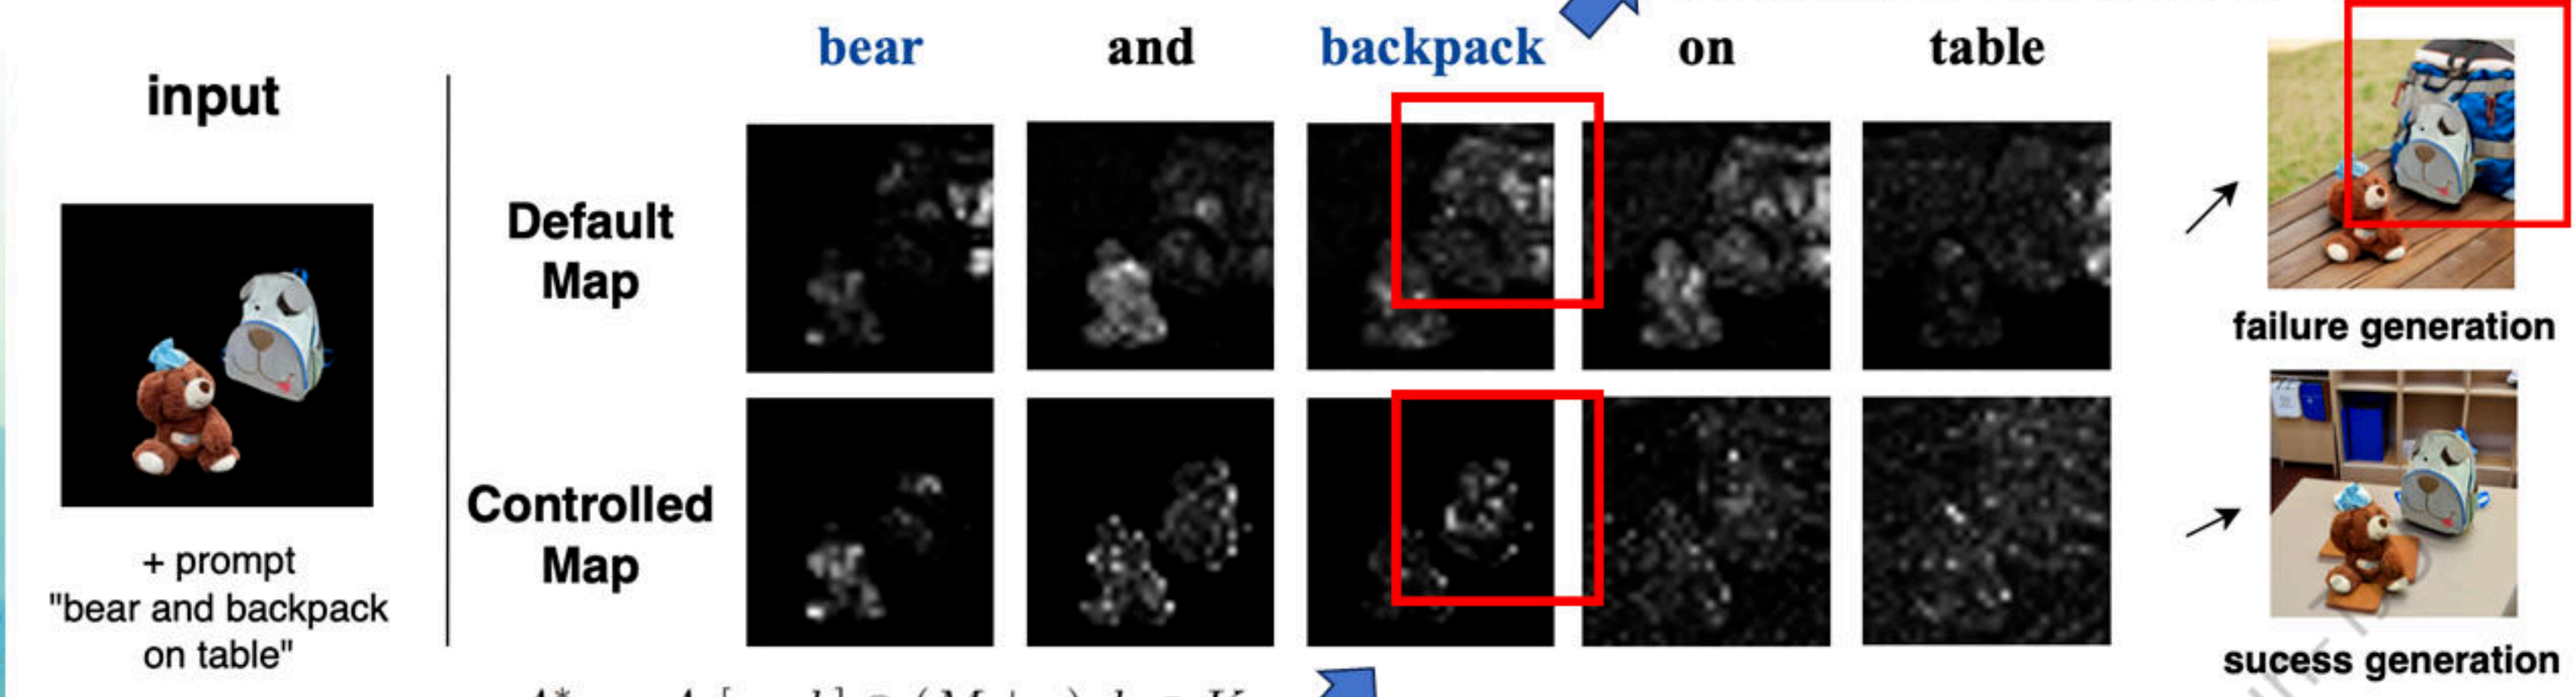 input
bear and backpack on table
Default
Map
failure generation
Controlled
Map
+ prompt
"bear and backpack
on table"
sucess generation